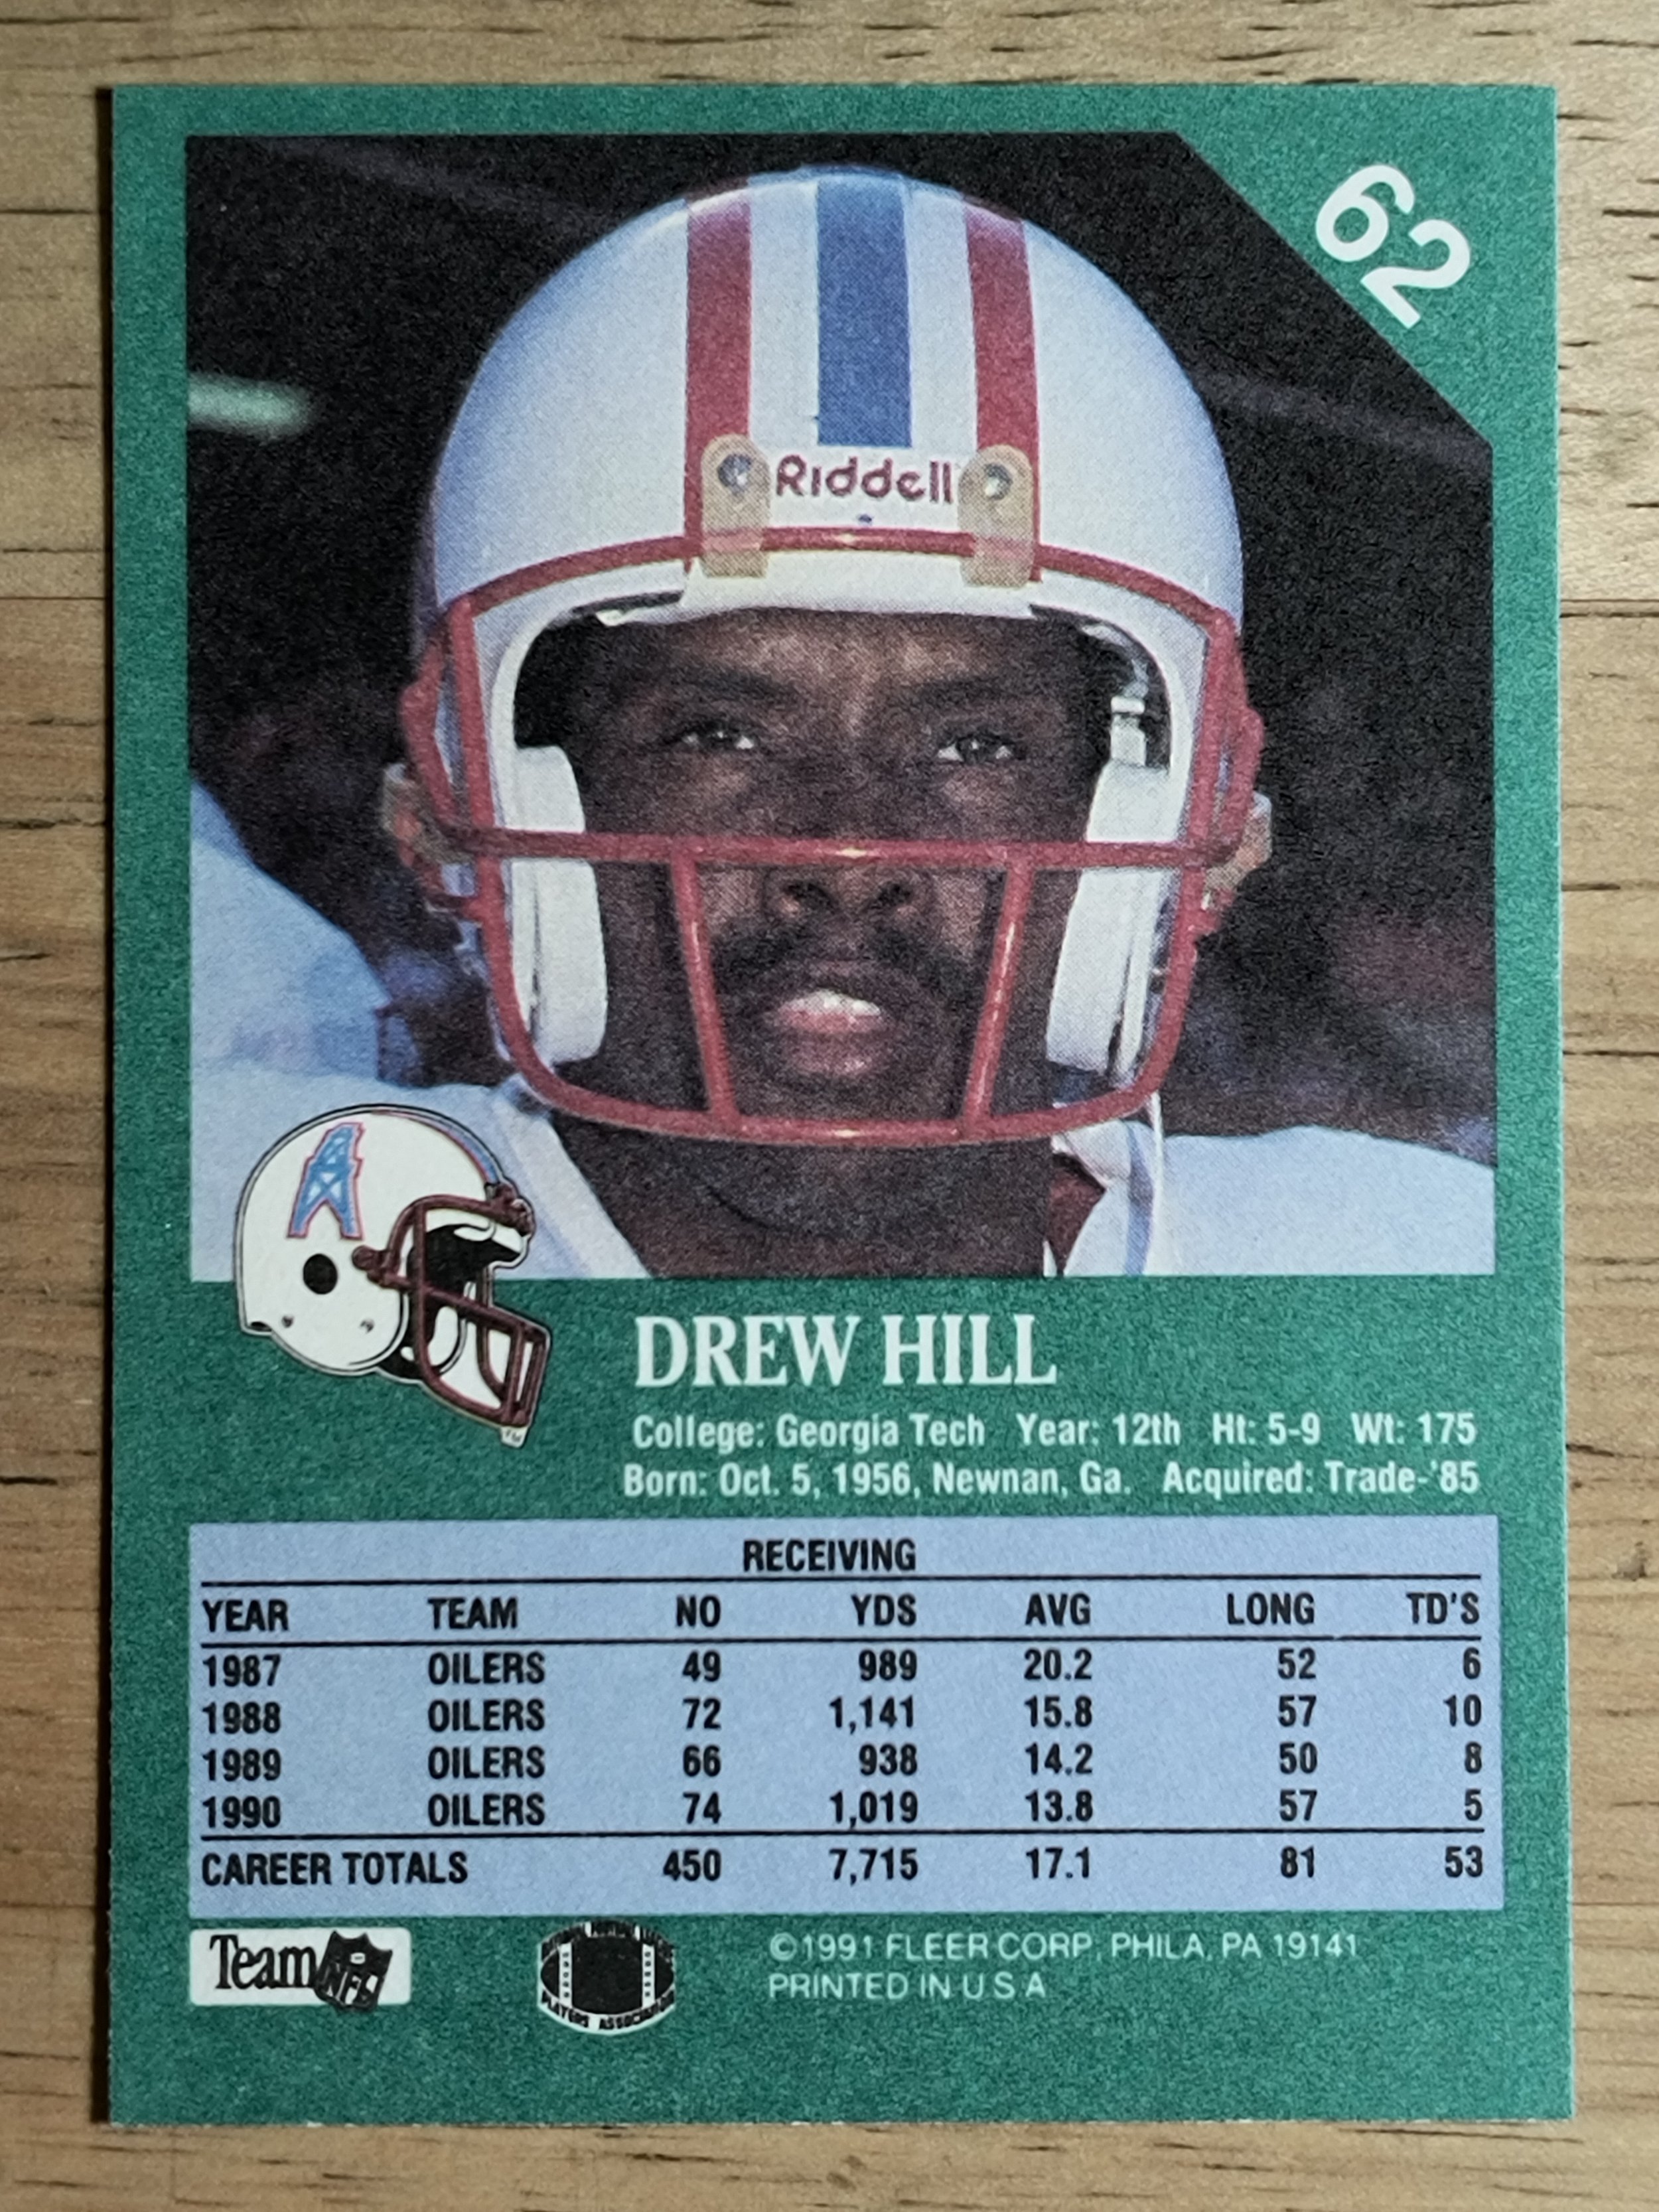 62
Riddell
DREW HILL
College: Georgia Tech Year: 12th Ht: 5-9 Wt: 175
Born: Oct. 5, 1956, Newnan, Ga. Acquired: Trade-'85
RECEIVING
YEAR TEAM NO YDS AVG LONG TD'S
1987 OILERS 49 989 20.2 52 6
1988 OILERS 72 1,141 15.8 57 10
1989 OILERS 66 938 14.2 50 8
1990 OILERS 74 1,019 13.8 57 5
CAREER TOTALS 450 7,715 17.1 81 53
Team NFL
PLAYERS ASSOCIATION
©1991 FLEER CORP, PHILA, PA 19141
PRINTED IN U S A